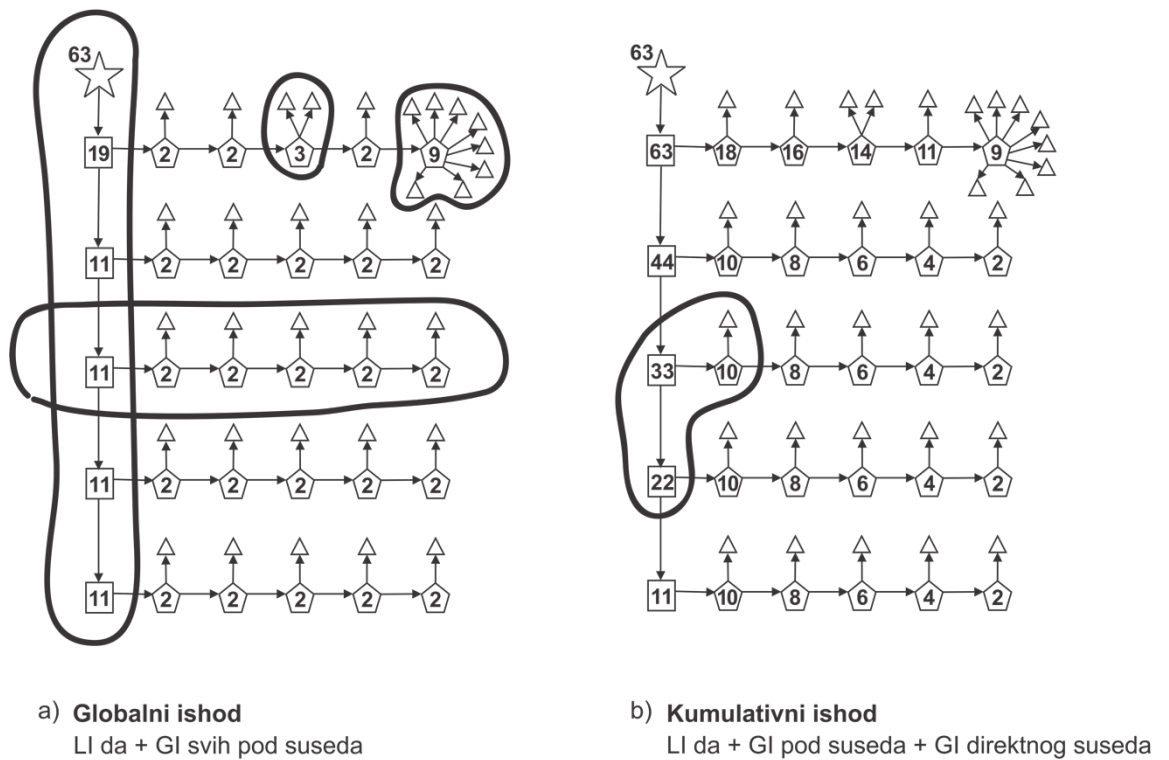 63
19 2 2 3 2 9
11 2 2 2 2 2
11 2 2 2 2 2
11 2 2 2 2 2
11 2 2 2 2 2
a) Globalni ishod
LI da + GI svih pod suseda
63
63 18 16 14 11 9
44 10 8 6 4 2
33 10 8 6 4 2
22 10 8 6 4 2
11 10 8 6 4 2
b) Kumulativni ishod
LI da + GI pod suseda + GI direktnog suseda